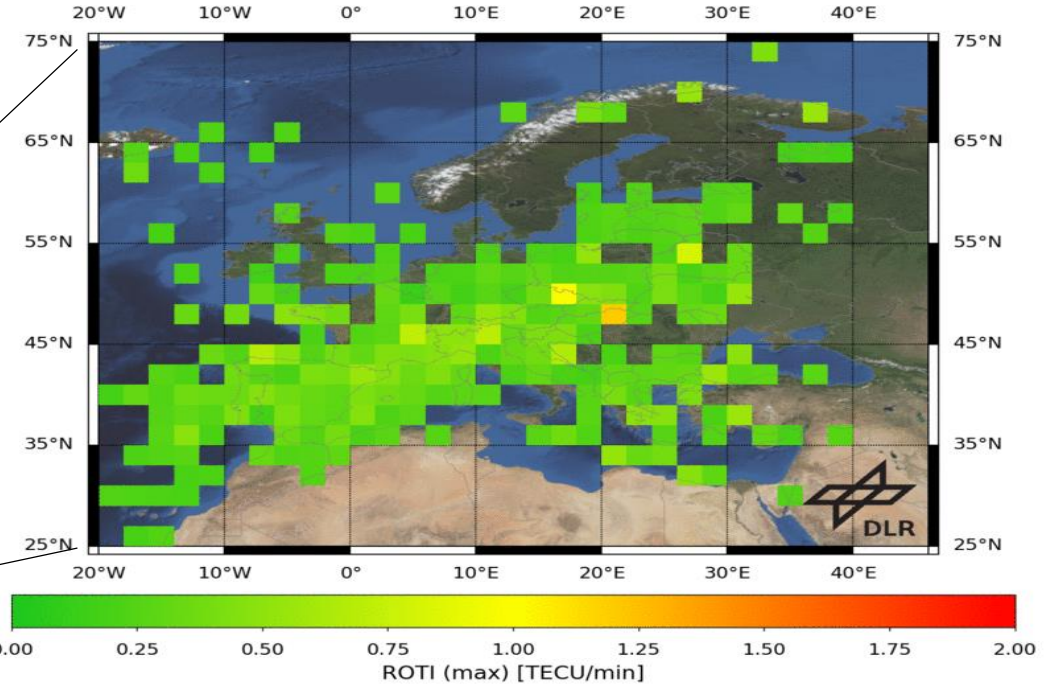 20°W 10°W 0° 10°E 20°E 30°E 40°E
75°N 75°N
65°N 65°N
55°N 55°N
45°N 45°N
35°N 35°N
DLR
25°N 25°N
20°W 10°W 0° 10°E 20°E 30°E 40°E
0.00 0.25 0.50 0.75 1.00 1.25 1.50 1.75 2.00
ROTI (max) [TECU/min]